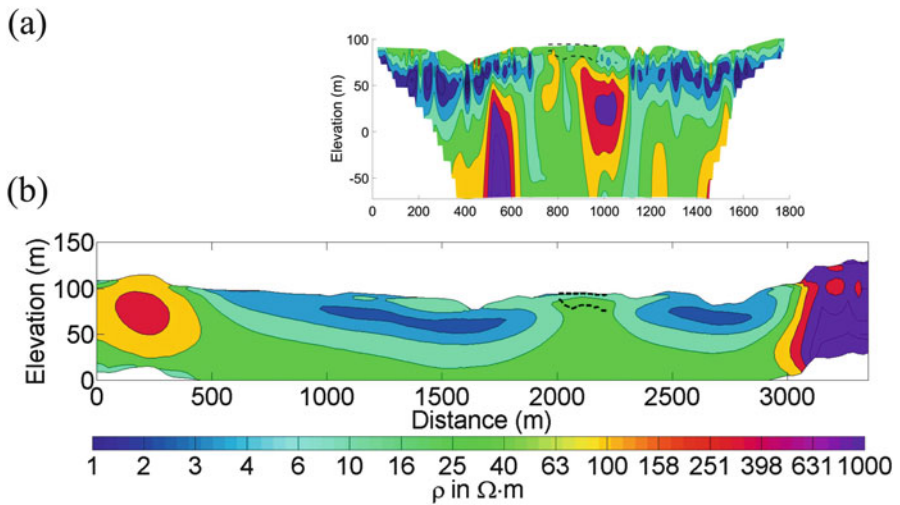 (a)
100
50
0
-50
Elevation (m)
0 200 400 600 800 1000 1200 1400 1600 1800
(b)
150
100
50
0
Elevation (m)
0 500 1000 1500 2000 2500 3000
Distance (m)
1 2 3 4 6 10 16 25 40 63 100 158 251 398 631 1000
ρ in Ω·m